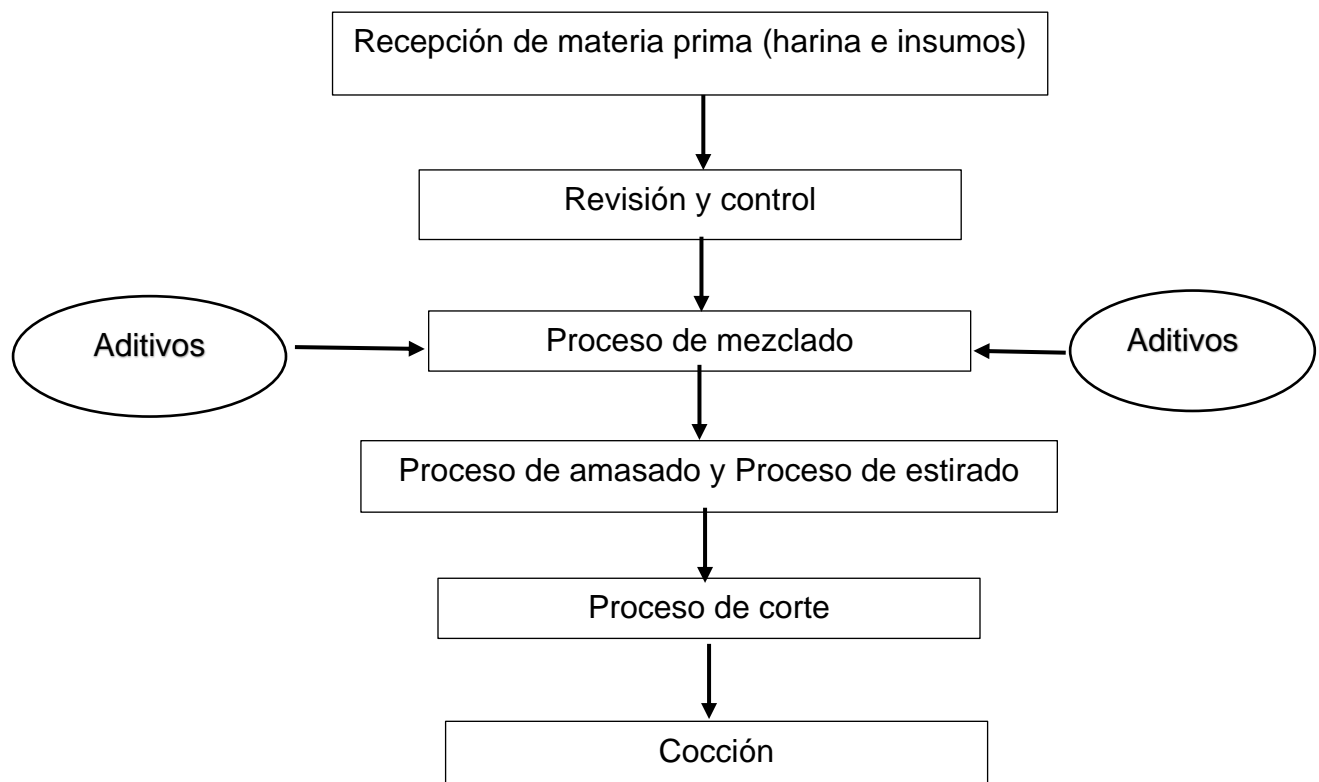 Recepción de materia prima (harina e insumos)
Revisión y control
Aditivos
Proceso de mezclado
Aditivos
Proceso de amasado y Proceso de estirado
Proceso de corte
Cocción